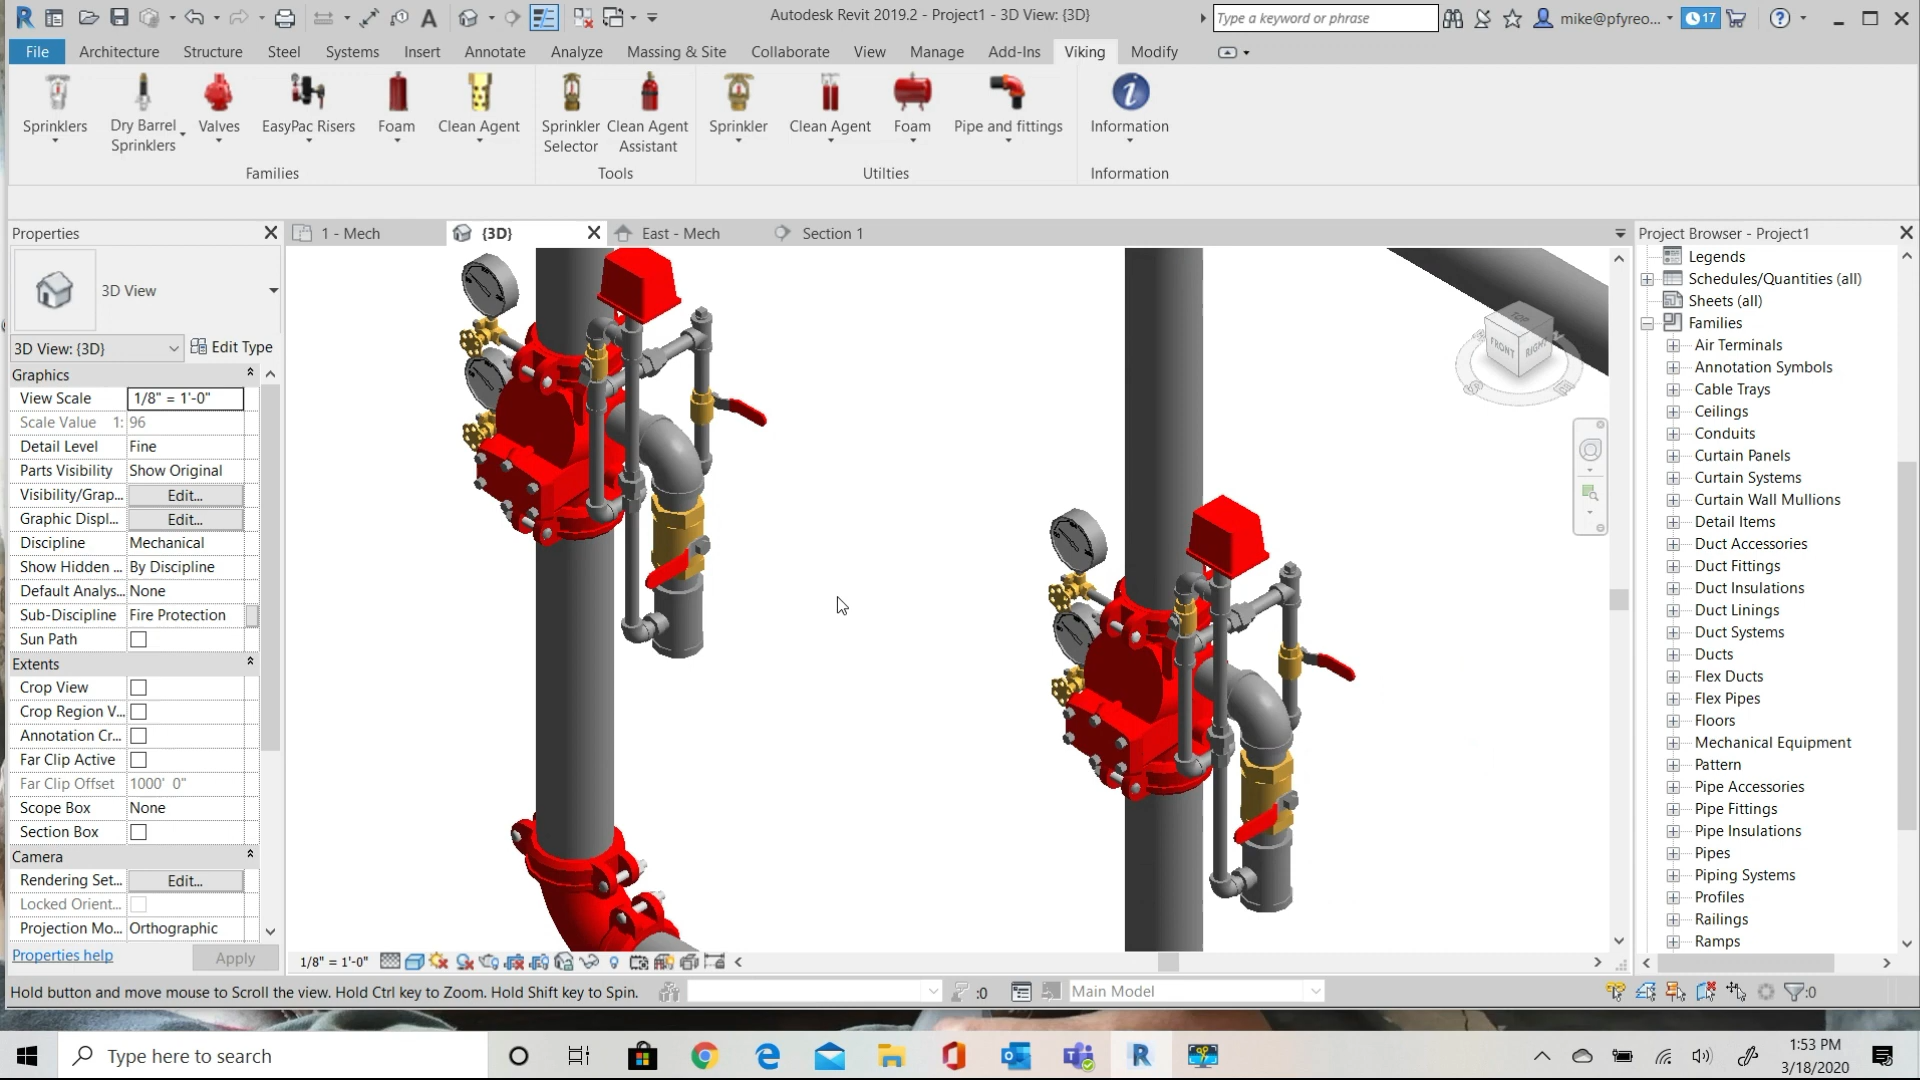 Autodesk Revit 2019.2 - Project1 - 3D View: {3D}
Type a keyword or phrase
mike@pfyreo...
17
File Architecture Structure Steel Systems Insert Annotate Analyze Massing & Site Collaborate View Manage Add-Ins Viking Modify
Sprinklers
Dry Barrel
Sprinklers
Valves
EasyPac Risers
Foam
Clean Agent
Families
Sprinkler
Selector
Clean Agent
Assistant
Tools
Sprinkler
Clean Agent
Foam
Pipe and fittings
Utilties
Information
Information
Properties
3D View
3D View: {3D}
Edit Type
Graphics
View Scale 1/8" = 1'-0"
Scale Value 1: 96
Detail Level Fine
Parts Visibility Show Original
Visibility/Grap... Edit...
Graphic Displ... Edit...
Discipline Mechanical
Show Hidden ... By Discipline
Default Analys... None
Sub-Discipline Fire Protection
Sun Path
Extents
Crop View
Crop Region V...
Annotation Cr...
Far Clip Active
Far Clip Offset 1000' 0"
Scope Box None
Section Box
Camera
Rendering Set... Edit...
Locked Orient...
Projection Mo... Orthographic
Properties help
Apply
1 - Mech
{3D}
East - Mech
Section 1
TOP
FRONT
RIGHT
1/8" = 1'-0"
Project Browser - Project1
Legends
Schedules/Quantities (all)
Sheets (all)
Families
Air Terminals
Annotation Symbols
Cable Trays
Ceilings
Conduits
Curtain Panels
Curtain Systems
Curtain Wall Mullions
Detail Items
Duct Accessories
Duct Fittings
Duct Insulations
Duct Linings
Duct Systems
Ducts
Flex Ducts
Flex Pipes
Floors
Mechanical Equipment
Pattern
Pipe Accessories
Pipe Fittings
Pipe Insulations
Pipes
Piping Systems
Profiles
Railings
Ramps
Hold button and move mouse to Scroll the view. Hold Ctrl key to Zoom. Hold Shift key to Spin.
:0
Main Model
:0
Type here to search
1:53 PM
3/18/2020